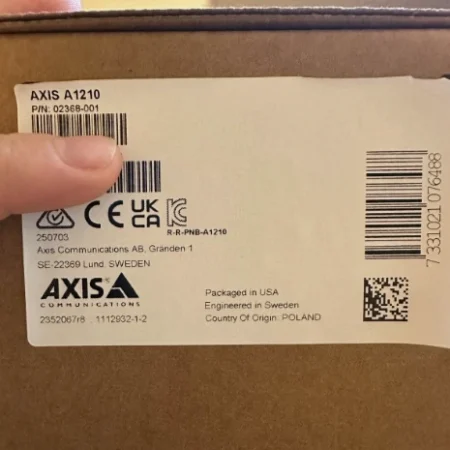 AXIS A1210
P/N: 02368-001
UK
CA
R-R-PNB-A1210
250703
Axis Communications AB, Gränden 1
SE-22369 Lund, SWEDEN
AXIS
COMMUNICATIONS
2352067r8 1112932-1-2
Packaged in USA
Engineered in Sweden
Country Of Origin: POLAND
7 331021 076488